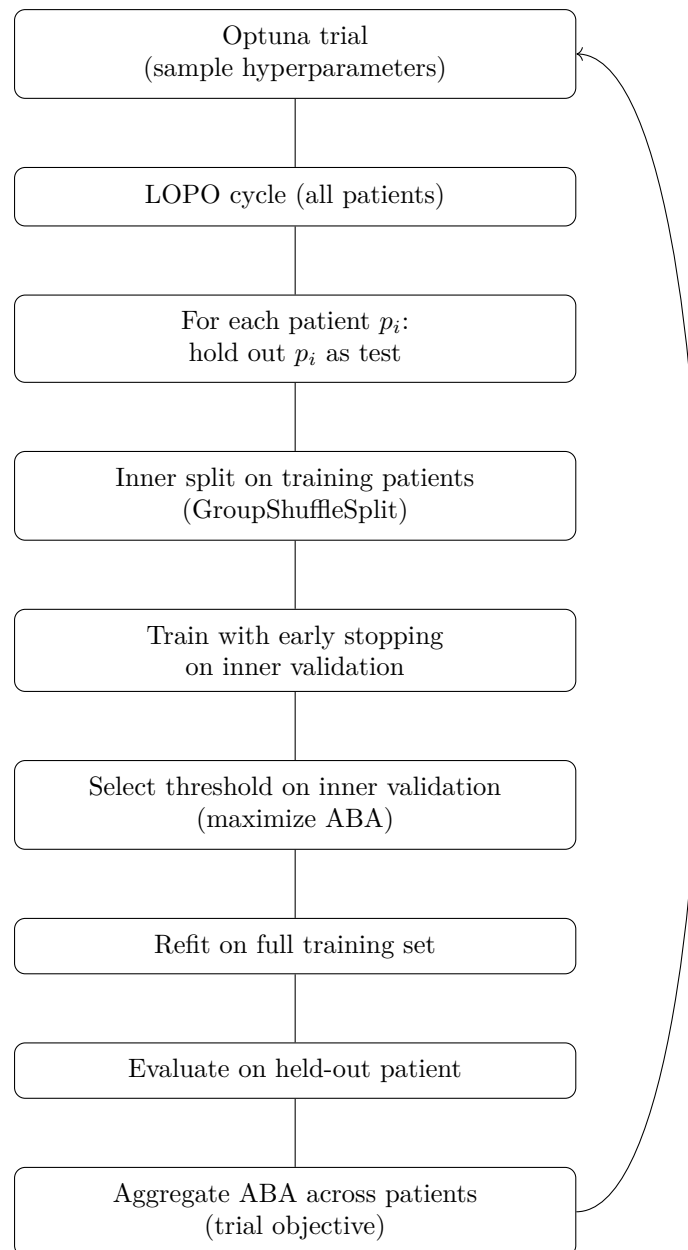 Optuna trial
(sample hyperparameters)
LOPO cycle (all patients)
For each patient pᵢ:
hold out pᵢ as test
Inner split on training patients
(GroupShuffleSplit)
Train with early stopping
on inner validation
Select threshold on inner validation
(maximize ABA)
Refit on full training set
Evaluate on held-out patient
Aggregate ABA across patients
(trial objective)